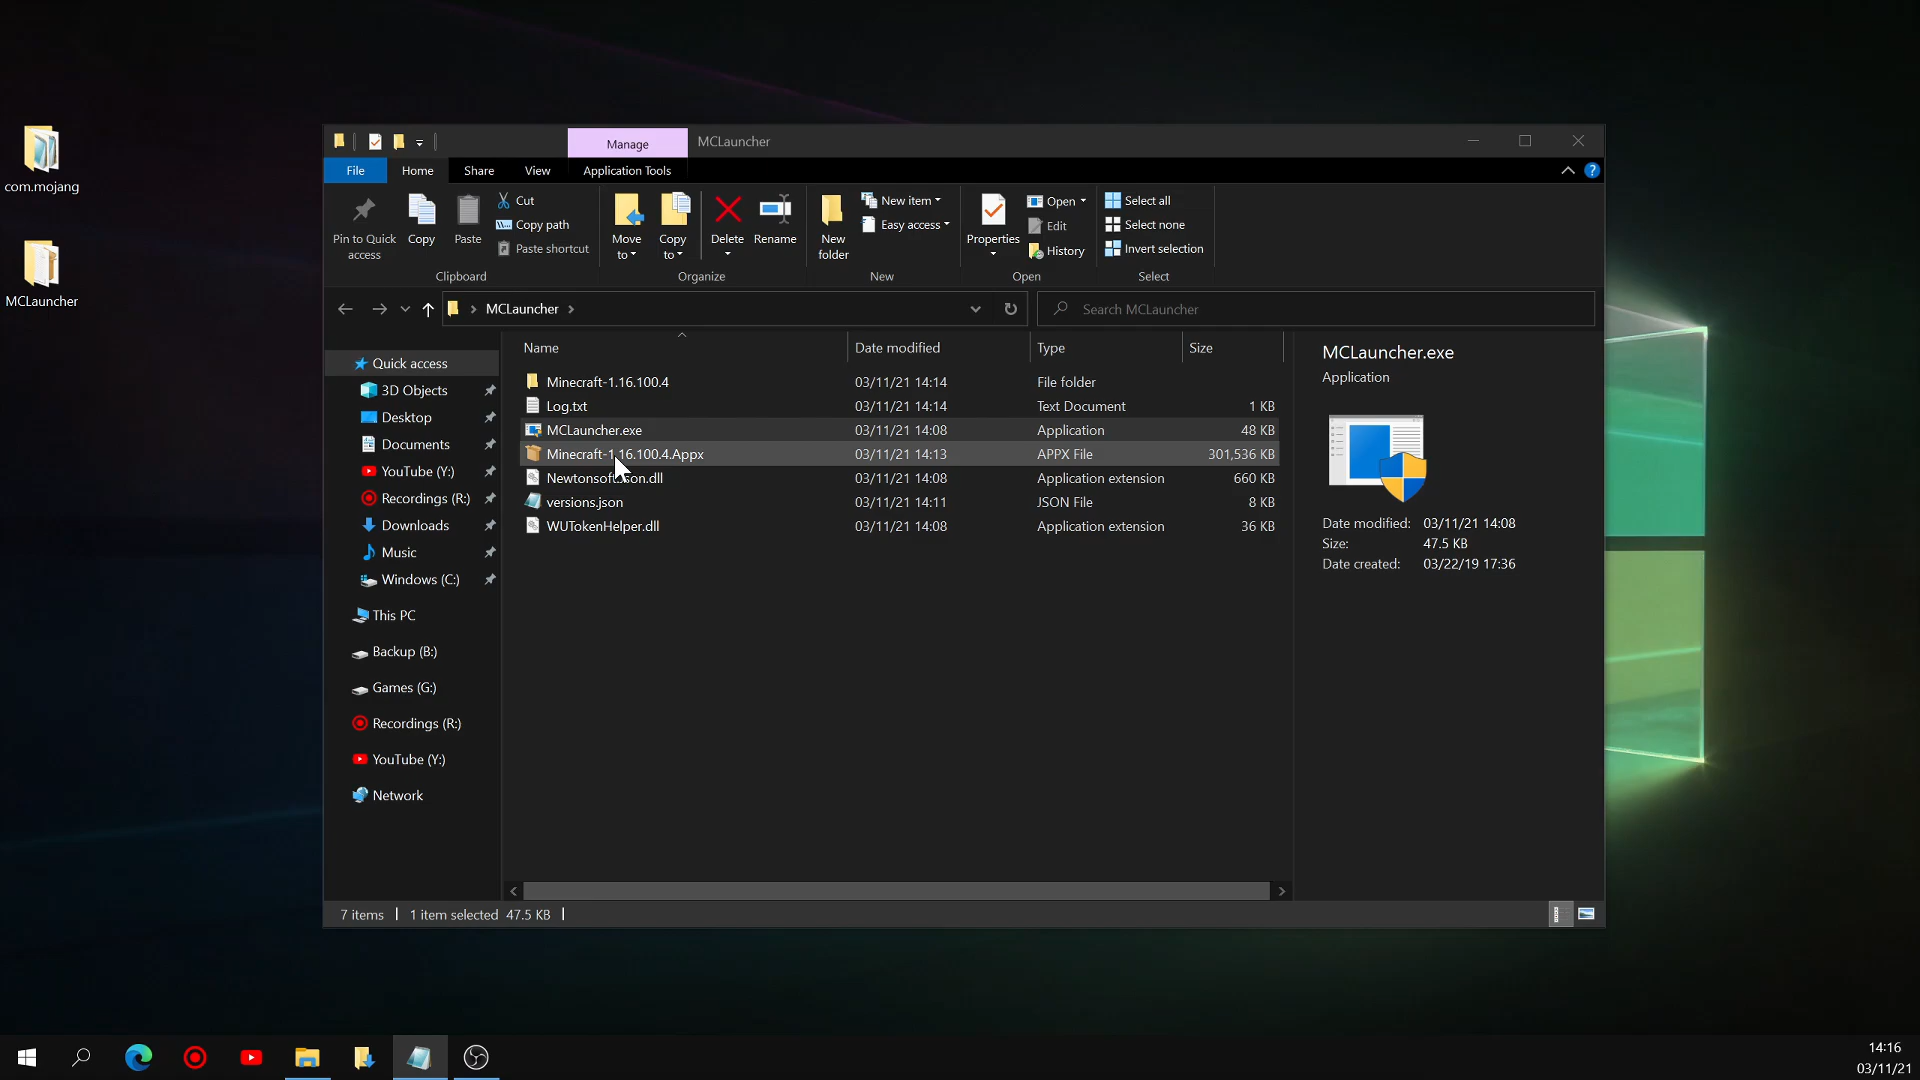 com.mojang
MCLauncher
Manage
MCLauncher
File
Home
Share
View
Application Tools
Pin to Quick access
Copy
Paste
Cut
Copy path
Paste shortcut
Clipboard
Move to
Copy to
Delete
Rename
Organize
New folder
New item
Easy access
New
Properties
Open
Edit
History
Open
Select all
Select none
Invert selection
Select
MCLauncher
Search MCLauncher
Name Date modified Type Size
Minecraft-1.16.100.4 03/11/21 14:14 File folder
Log.txt 03/11/21 14:14 Text Document 1 KB
MCLauncher.exe 03/11/21 14:08 Application 48 KB
Minecraft-1.16.100.4.Appx 03/11/21 14:13 APPX File 301,536 KB
Newtonsoft.Json.dll 03/11/21 14:08 Application extension 660 KB
versions.json 03/11/21 14:11 JSON File 8 KB
WUTokenHelper.dll 03/11/21 14:08 Application extension 36 KB
Quick access
3D Objects
Desktop
Documents
YouTube (Y:)
Recordings (R:)
Downloads
Music
Windows (C:)
This PC
Backup (B:)
Games (G:)
Recordings (R:)
YouTube (Y:)
Network
MCLauncher.exe
Application
Date modified: 03/11/21 14:08
Size: 47.5 KB
Date created: 03/22/19 17:36
7 items 1 item selected 47.5 KB
14:16
03/11/21